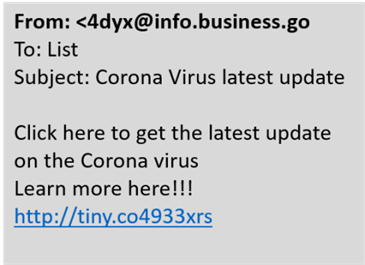 From: <4dyx@info.business.go
To: List
Subject: Corona Virus latest update
Click here to get the latest update
on the Corona virus
Learn more here!!!
http://tiny.co4933xrs